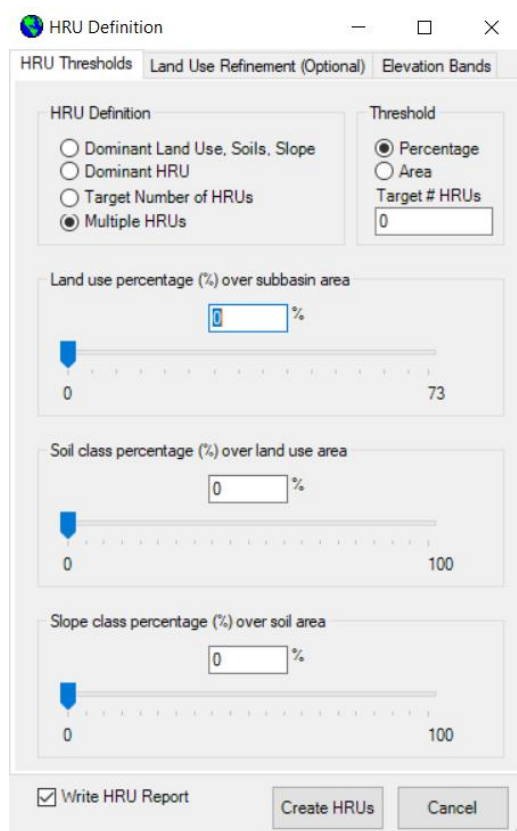 HRU Definition
HRU Thresholds Land Use Refinement (Optional) Elevation Bands
HRU Definition
Dominant Land Use, Soils, Slope
Dominant HRU
Target Number of HRUs
Multiple HRUs
Threshold
Percentage
Area
Target # HRUs
0
Land use percentage (%) over subbasin area
0 %
0 73
Soil class percentage (%) over land use area
0 %
0 100
Slope class percentage (%) over soil area
0 %
0 100
Write HRU Report
Create HRUs Cancel